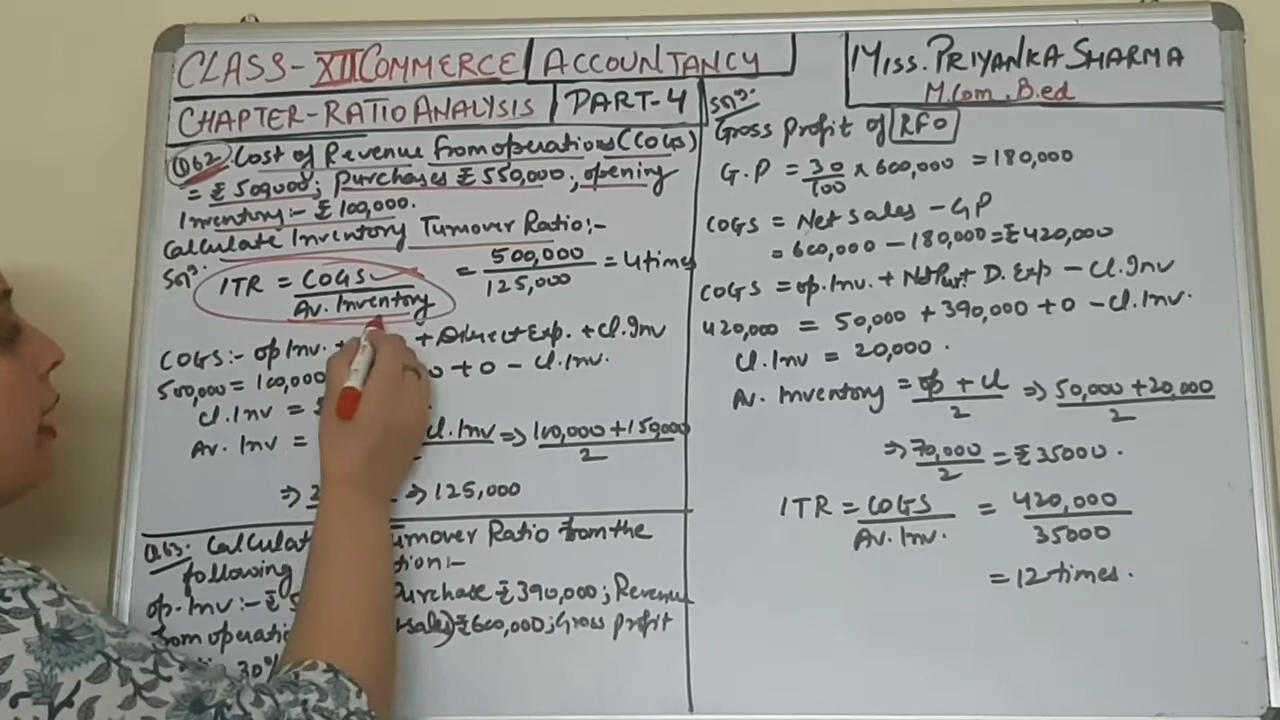 CLASS-XII COMMERCE ACCOUNTANCY
CHAPTER-RATIO ANALYSIS PART-4
Miss. PRIYANKA SHARMA
M.Com. B.ed
Q.62. Cost of Revenue from operations (COGS)
= ₹ 500000; Purchases ₹ 550,000; opening
Inventory:- ₹ 100,000.
Calculate Inventory Turnover Ratio:-
Sol.
ITR = COGS / Av. Inventory = 500,000 / 125,000 = 4 times
COGS:- op Inv. + + Direct Exp. + Cl. Inv
500,000 = 100,000 0 + 0 - Cl. Inv.
Cl. Inv =
Av. Inv = Cl. Inv ⇒ 100,000 + 150,000 / 2
⇒ ⇒ 125,000
Q.63. Calculat Turnover Ratio from the
following tion:-
op. Inv:- ₹ Purchase ₹ 390,000; Revenue
from operatio sales) ₹ 600,000; Gross profit
30%
Sol.
Gross profit of RFO
G.P = 30/100 × 600,000 = 180,000
COGS = Net Sales - GP
= 600,000 - 180,000 = ₹ 420,000
COGS = op. Inv. + Net Pur. + D. Exp - Cl. Inv
420,000 = 50,000 + 390,000 + 0 - Cl. Inv.
Cl. Inv = 20,000.
Av. Inventory = op + Cl / 2 ⇒ 50,000 + 20,000 / 2
⇒ 70,000 / 2 = ₹ 35000.
ITR = COGS / Av. Inv. = 420,000 / 35000
= 12 times.